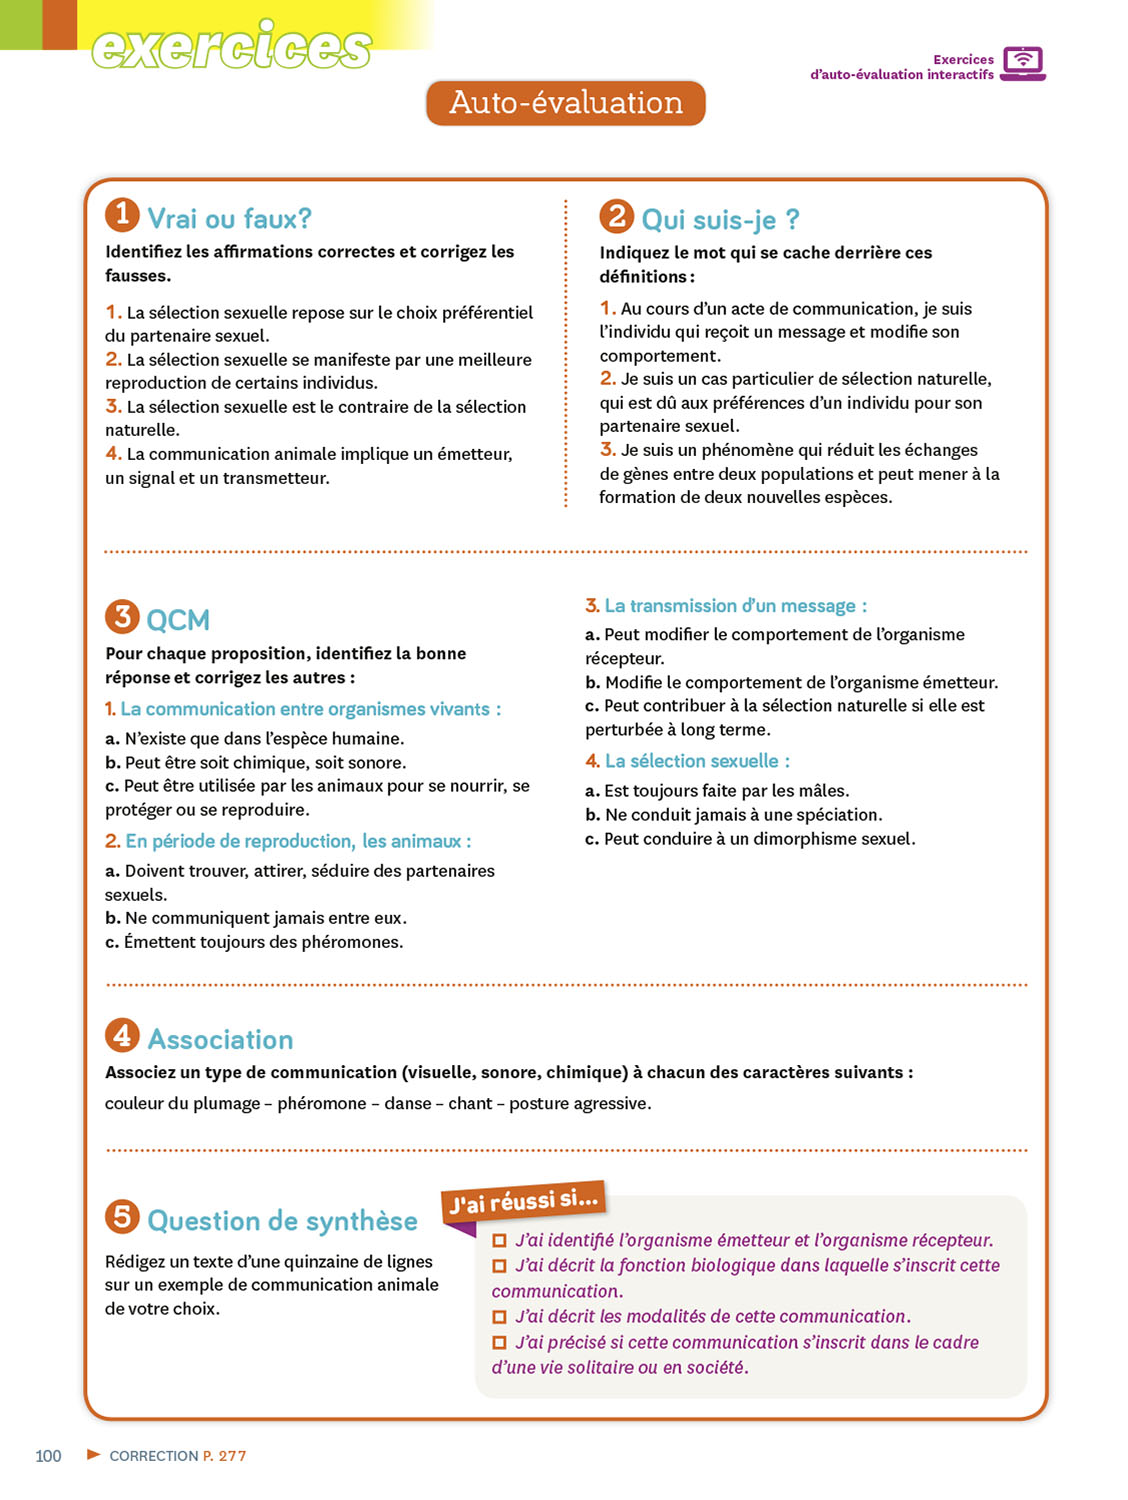 exercices
Exercices
d'auto-évaluation interactifs
Auto-évaluation
1 Vrai ou faux?
Identifiez les affirmations correctes et corrigez les
fausses.
1. La sélection sexuelle repose sur le choix préférentiel
du partenaire sexuel.
2. La sélection sexuelle se manifeste par une meilleure
reproduction de certains individus.
3. La sélection sexuelle est le contraire de la sélection
naturelle.
4. La communication animale implique un émetteur,
un signal et un transmetteur.
2 Qui suis-je ?
Indiquez le mot qui se cache derrière ces
définitions :
1. Au cours d'un acte de communication, je suis
l'individu qui reçoit un message et modifie son
comportement.
2. Je suis un cas particulier de sélection naturelle,
qui est dû aux préférences d'un individu pour son
partenaire sexuel.
3. Je suis un phénomène qui réduit les échanges
de gènes entre deux populations et peut mener à la
formation de deux nouvelles espèces.
3 QCM
Pour chaque proposition, identifiez la bonne
réponse et corrigez les autres :
1. La communication entre organismes vivants :
a. N'existe que dans l'espèce humaine.
b. Peut être soit chimique, soit sonore.
c. Peut être utilisée par les animaux pour se nourrir, se
protéger ou se reproduire.
2. En période de reproduction, les animaux :
a. Doivent trouver, attirer, séduire des partenaires
sexuels.
b. Ne communiquent jamais entre eux.
c. Émettent toujours des phéromones.
3. La transmission d'un message :
a. Peut modifier le comportement de l'organisme
récepteur.
b. Modifie le comportement de l'organisme émetteur.
c. Peut contribuer à la sélection naturelle si elle est
perturbée à long terme.
4. La sélection sexuelle :
a. Est toujours faite par les mâles.
b. Ne conduit jamais à une spéciation.
c. Peut conduire à un dimorphisme sexuel.
4 Association
Associez un type de communication (visuelle, sonore, chimique) à chacun des caractères suivants :
couleur du plumage – phéromone – danse – chant – posture agressive.
5 Question de synthèse
Rédigez un texte d'une quinzaine de lignes
sur un exemple de communication animale
de votre choix.
J'ai réussi si...
J'ai identifié l'organisme émetteur et l'organisme récepteur.
J'ai décrit la fonction biologique dans laquelle s'inscrit cette
communication.
J'ai décrit les modalités de cette communication.
J'ai précisé si cette communication s'inscrit dans le cadre
d'une vie solitaire ou en société.
100 ► CORRECTION P. 277